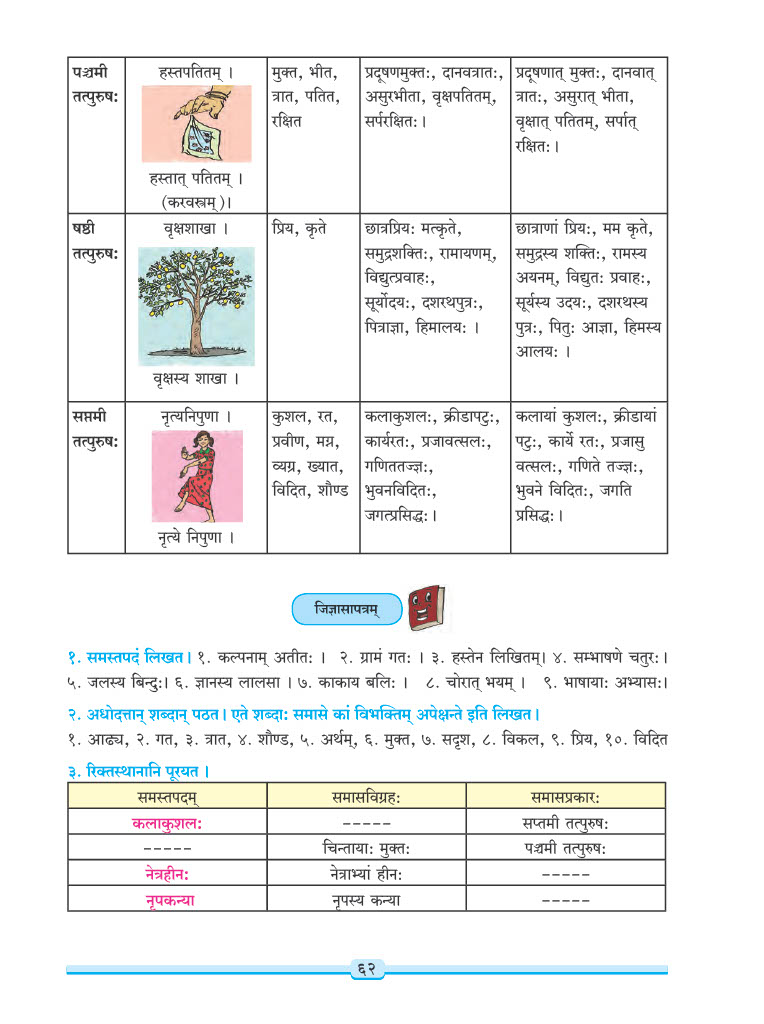 पञ्चमी तत्पुरुषः
हस्तपतितम् ।
हस्तात् पतितम् ।
(करवस्त्रम्)।
मुक्त, भीत,
त्रात, पतित,
रक्षित
प्रदूषणमुक्तः, दानवत्रातः,
असुरभीता, वृक्षपतितम्,
सर्परक्षितः।
प्रदूषणात् मुक्तः, दानवात्
त्रातः, असुरात् भीता,
वृक्षात् पतितम्, सर्पात्
रक्षितः।
षष्ठी
तत्पुरुषः
वृक्षशाखा ।
वृक्षस्य शाखा ।
प्रिय, कृते
छात्रप्रियः मत्कृते,
समुद्रशक्तिः, रामायणम्,
विद्युत्प्रवाहः,
सूर्योदयः, दशरथपुत्रः,
पित्राज्ञा, हिमालयः ।
छात्राणां प्रियः, मम कृते,
समुद्रस्य शक्तिः, रामस्य
अयनम्, विद्युतः प्रवाहः,
सूर्यस्य उदयः, दशरथस्य
पुत्रः, पितुः आज्ञा, हिमस्य
आलयः ।
सप्तमी
तत्पुरुषः
नृत्यनिपुणा ।
नृत्ये निपुणा ।
कुशल, रत,
प्रवीण, मग्न,
व्यग्र, ख्यात,
विदित, शौण्ड
कलाकुशलः, क्रीडापटुः,
कार्यरतः, प्रजावत्सलः,
गणिततज्ज्ञः,
भुवनविदितः,
जगत्प्रसिद्धः।
कलायां कुशलः, क्रीडायां
पटुः, कार्ये रतः, प्रजासु
वत्सलः, गणिते तज्ज्ञः,
भुवने विदितः, जगति
प्रसिद्धः।
जिज्ञासापत्रम्
१. समस्तपदं लिखत। १. कल्पनाम् अतीतः । २. ग्रामं गतः । ३. हस्तेन लिखितम्। ४. सम्भाषणे चतुरः।
५. जलस्य बिन्दुः। ६. ज्ञानस्य लालसा । ७. काकाय बलिः । ८. चोरात् भयम् । ९. भाषायाः अभ्यासः।
२. अधोदत्तान् शब्दान् पठत। एते शब्दाः समासे कां विभक्तिम् अपेक्षन्ते इति लिखत।
१. आढ्य, २. गत, ३. त्रात, ४. शौण्ड, ५. अर्थम्, ६. मुक्त, ७. सदृश, ८. विकल, ९. प्रिय, १०. विदित
३. रिक्तस्थानानि पूरयत ।
समस्तपदम् समासविग्रहः समासप्रकारः
कलाकुशलः ----- सप्तमी तत्पुरुषः
----- चिन्तायाः मुक्तः पञ्चमी तत्पुरुषः
नेत्रहीनः नेत्राभ्यां हीनः -----
नृपकन्या नृपस्य कन्या -----
६२